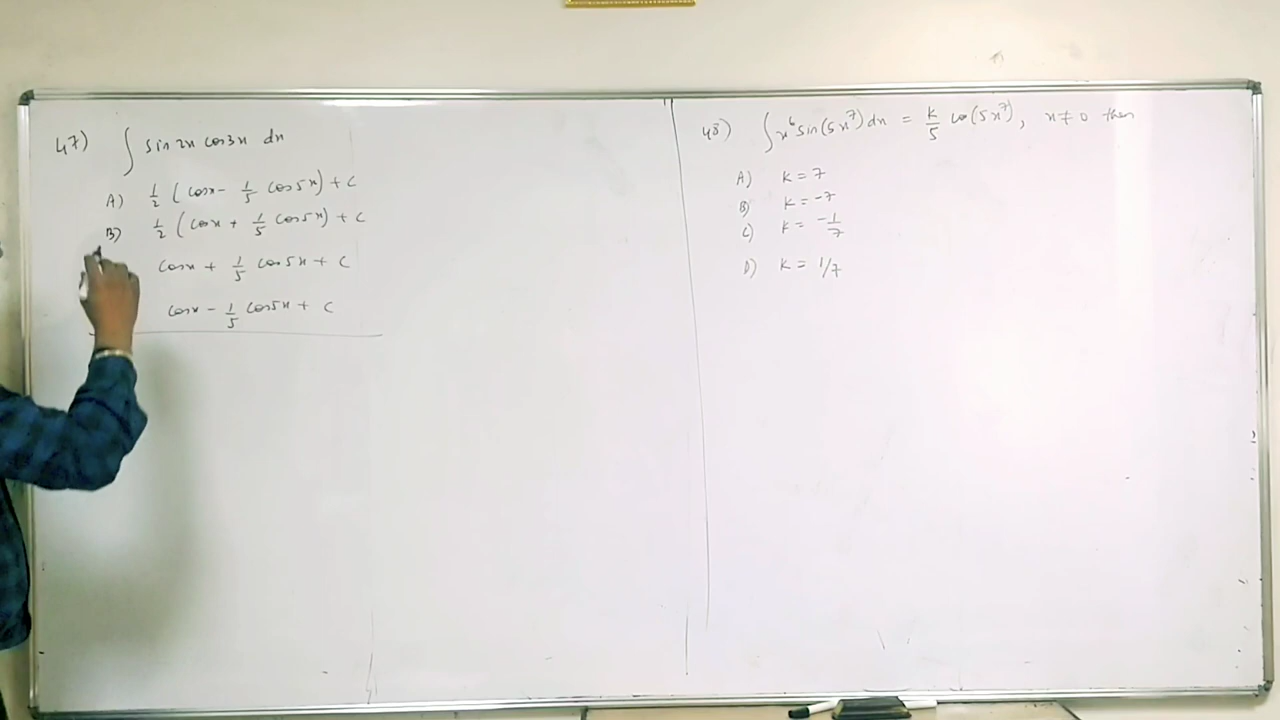 47) ∫ sin 2x cos3x dx
A) 1/2 (cosx - 1/5 cos5x) + c
B) 1/2 (cosx + 1/5 cos5x) + c
cosx + 1/5 cos5x + c
cosx - 1/5 cos5x + c
48) ∫ x⁶ sin(5x⁷) dx = k/5 cos(5x⁷), x ≠ 0 then
A) k = 7
B) k = -7
C) k = -1/7
D) k = 1/7